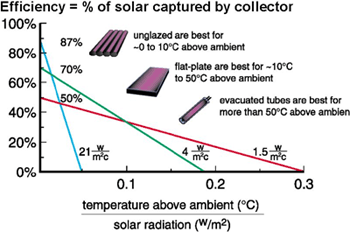 Efficiency = % of solar captured by collector
100%
80%
60%
40%
20%
0%
87%
70%
50%
unglazed are best for
~0 to 10°C above ambient
flat-plate are best for ~10°C
to 50°C above ambient
evacuated tubes are best for
more than 50°C above ambien
21 w/m²c
4 w/m²c
1.5 w/m²c
0.1
0.2
0.3
temperature above ambient (°C)
solar radiation (w/m2)